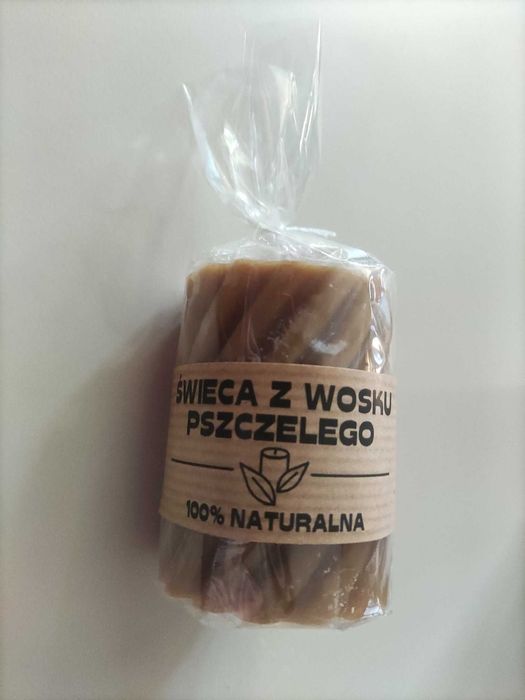 ŚWIECA Z WOSKU
PSZCZELEGO
100% NATURALNA